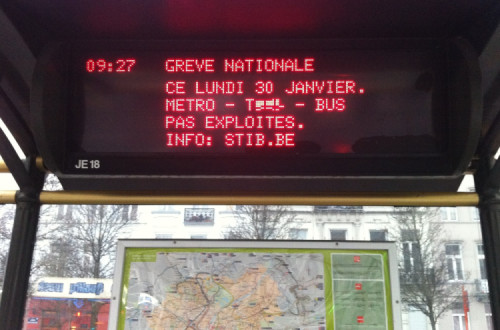 09:27 GREVE NATIONALE
CE LUNDI 30 JANVIER.
METRO - - BUS
PAS EXPLOITES.
INFO: STIB.BE
JE18